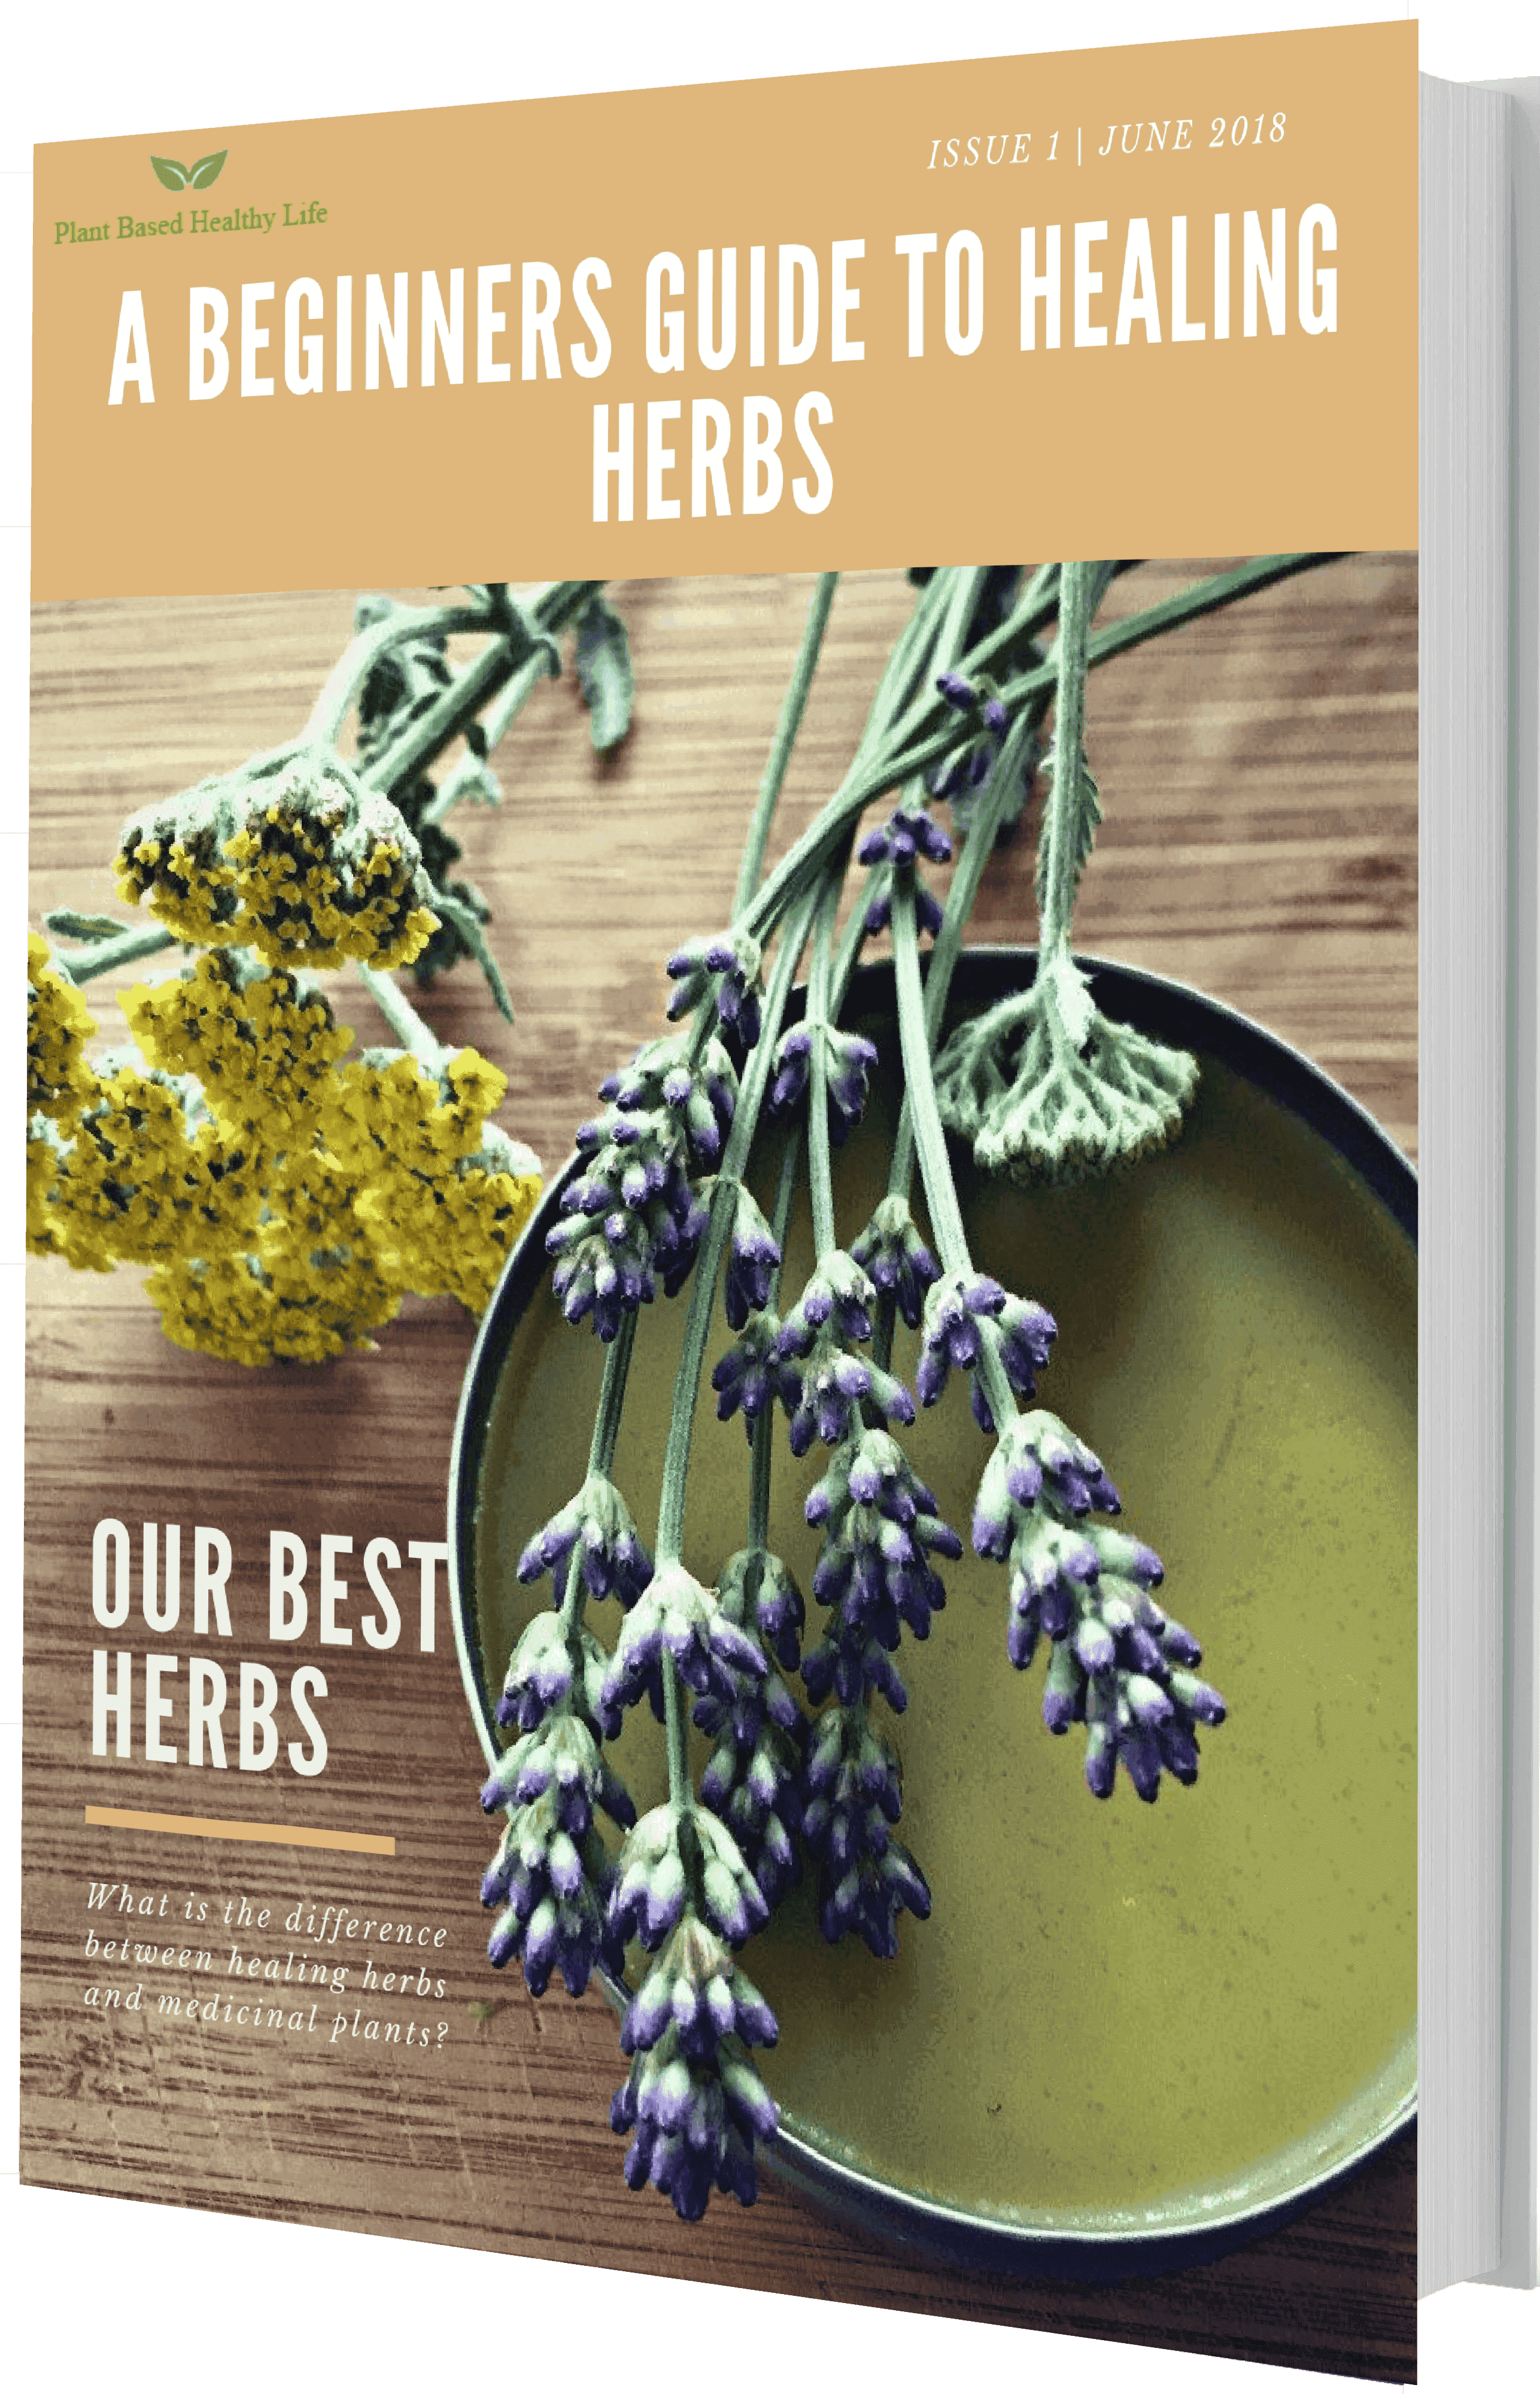 ISSUE 1 | JUNE 2018
Plant Based Healthy Life
A BEGINNERS GUIDE TO HEALING
HERBS
OUR BEST
HERBS
What is the difference
between healing herbs
and medicinal plants?